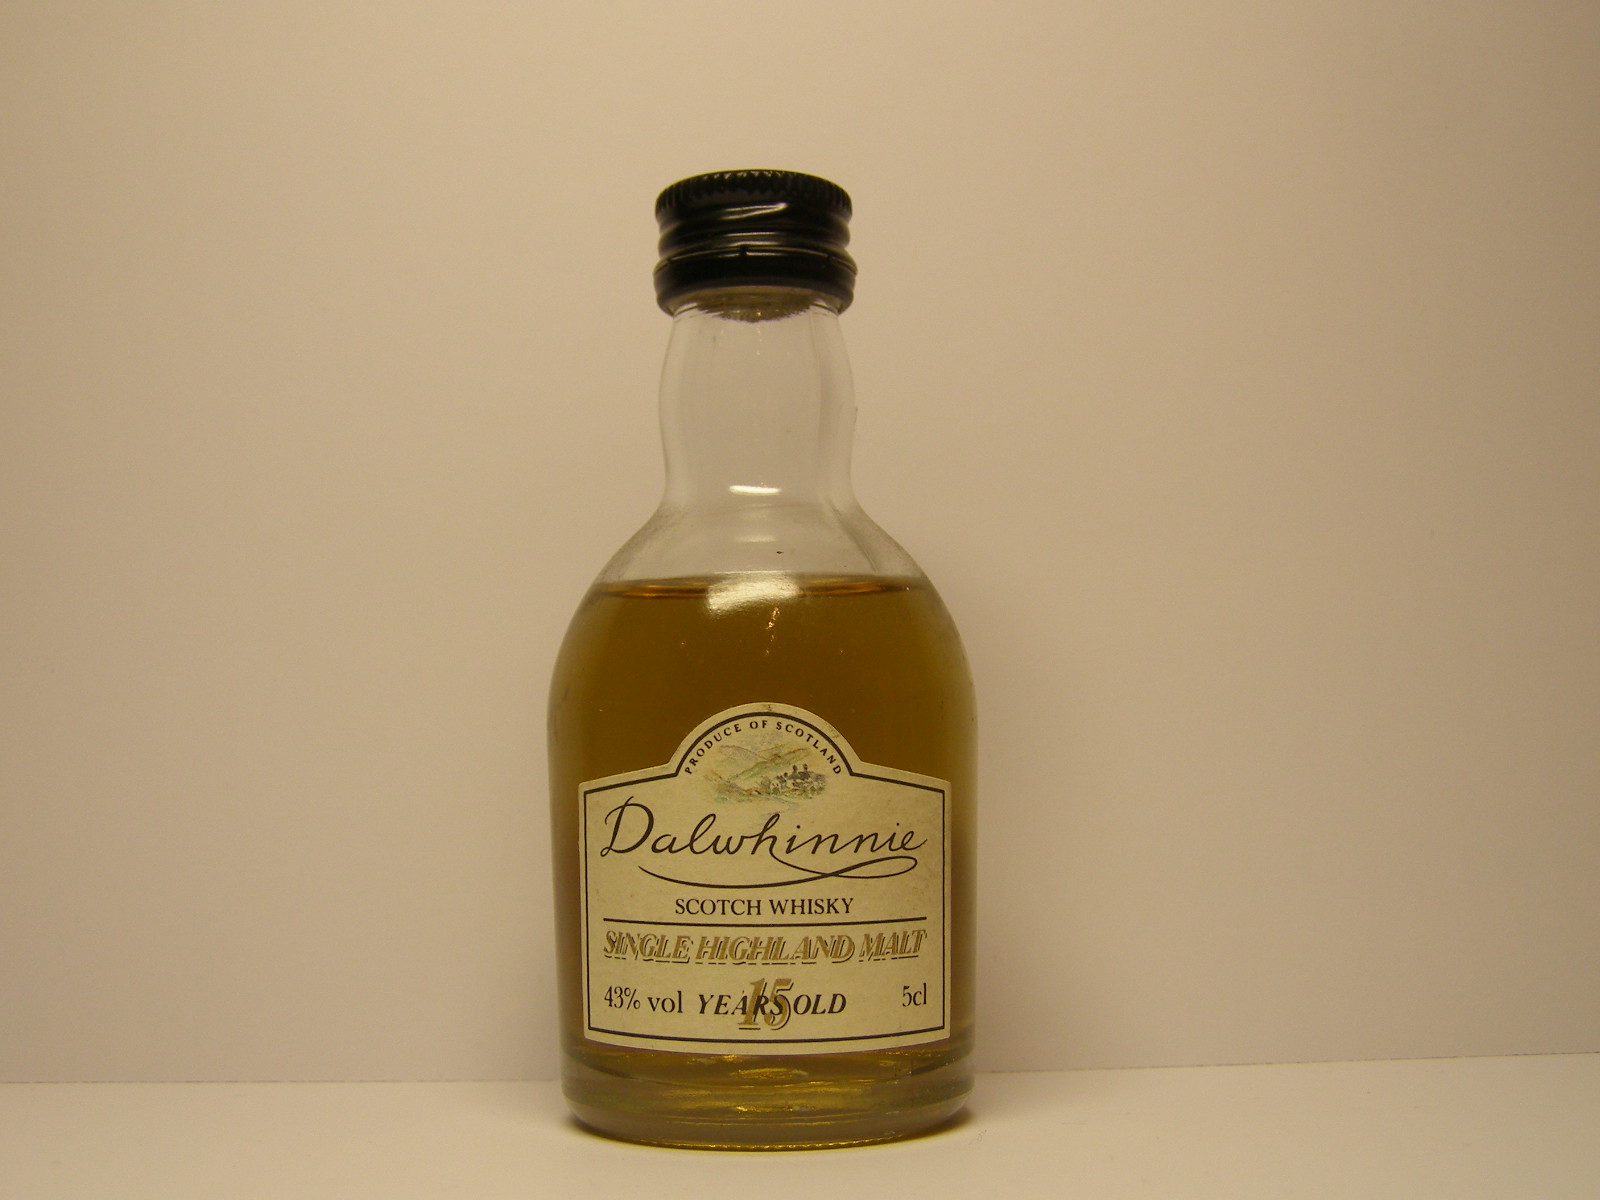 PRODUCE OF SCOTLAND
Dalwhinnie
SCOTCH WHISKY
SINGLE HIGHLAND MALT
43% vol YEARS 15 OLD 5cl